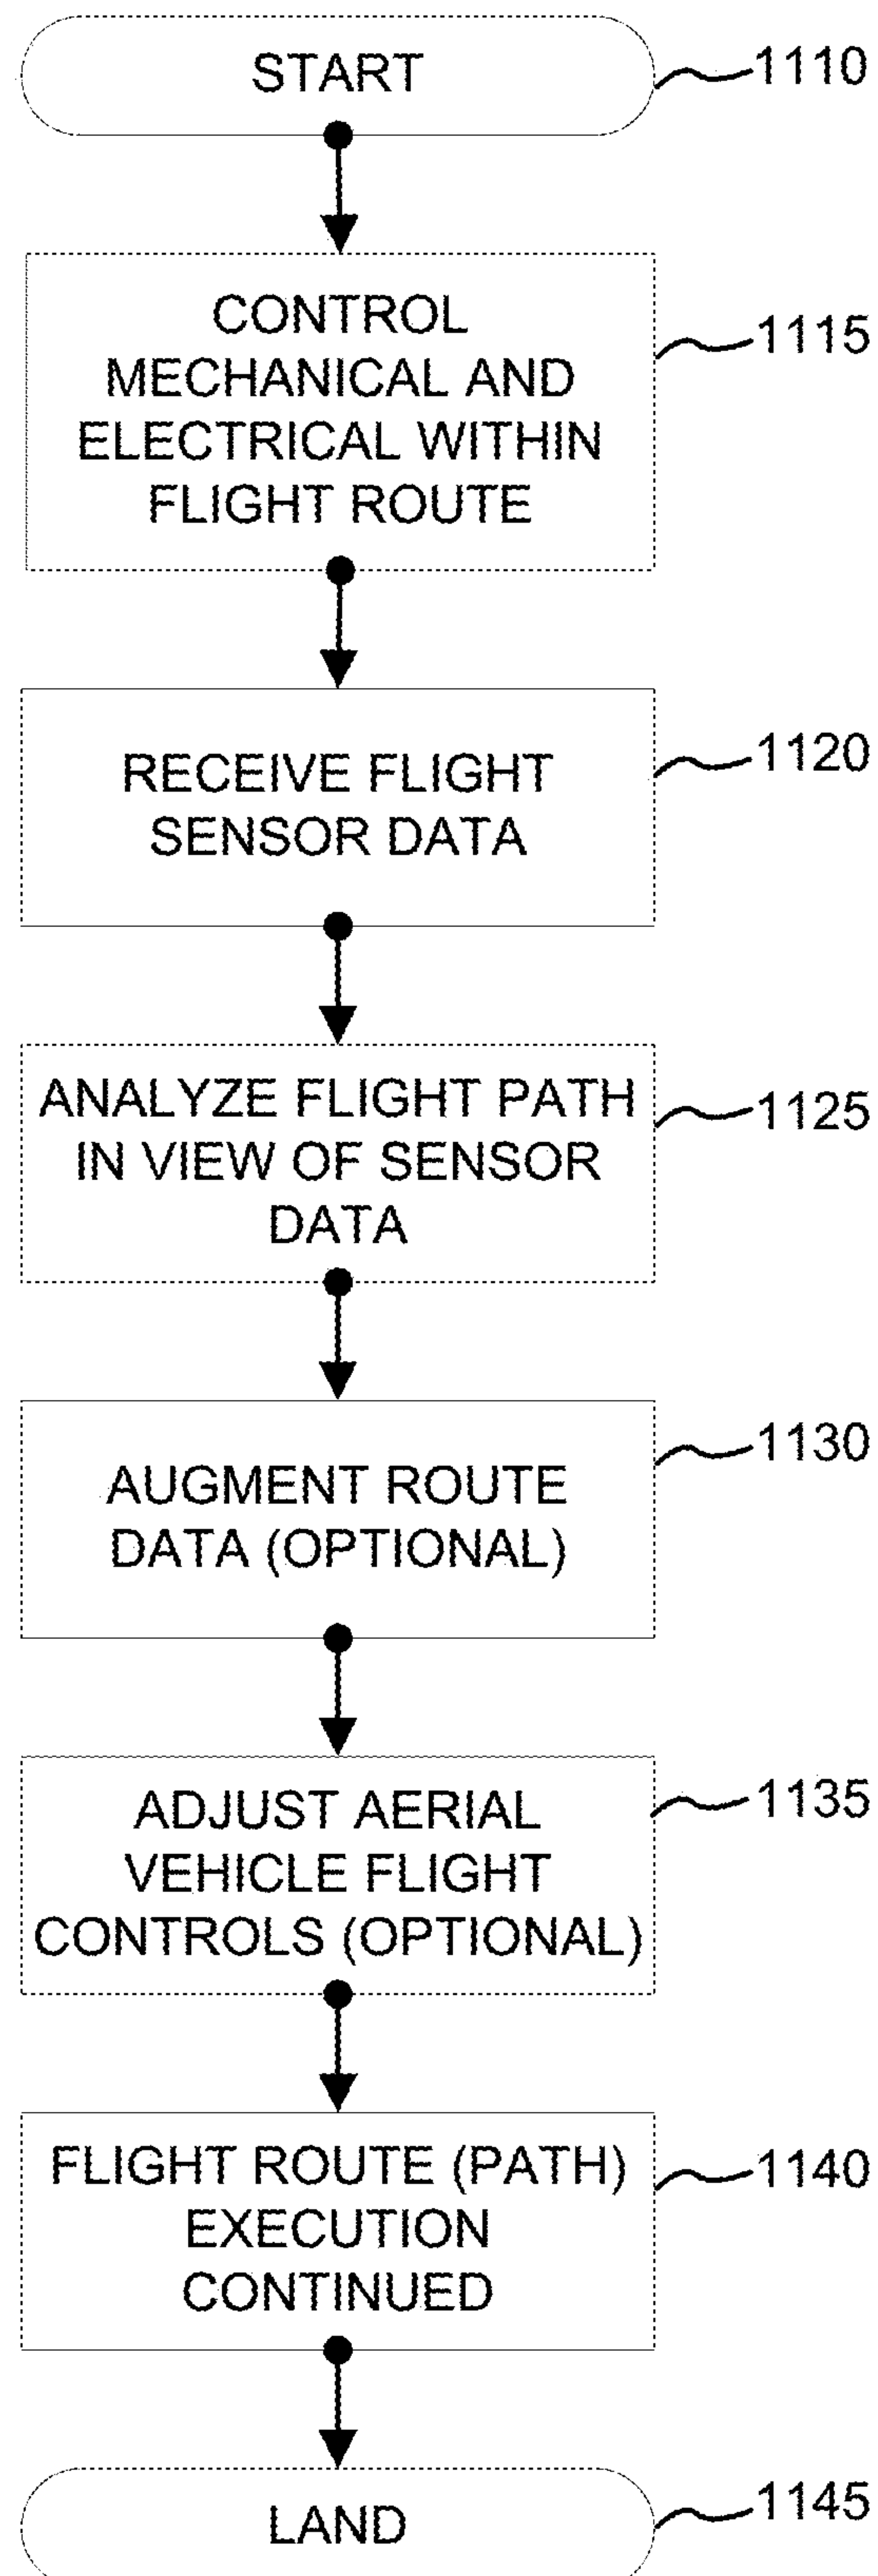 START
1110
CONTROL
MECHANICAL AND
ELECTRICAL WITHIN
FLIGHT ROUTE
1115
RECEIVE FLIGHT
SENSOR DATA
1120
ANALYZE FLIGHT PATH
IN VIEW OF SENSOR
DATA
1125
AUGMENT ROUTE
DATA (OPTIONAL)
1130
ADJUST AERIAL
VEHICLE FLIGHT
CONTROLS (OPTIONAL)
1135
FLIGHT ROUTE (PATH)
EXECUTION
CONTINUED
1140
LAND
1145